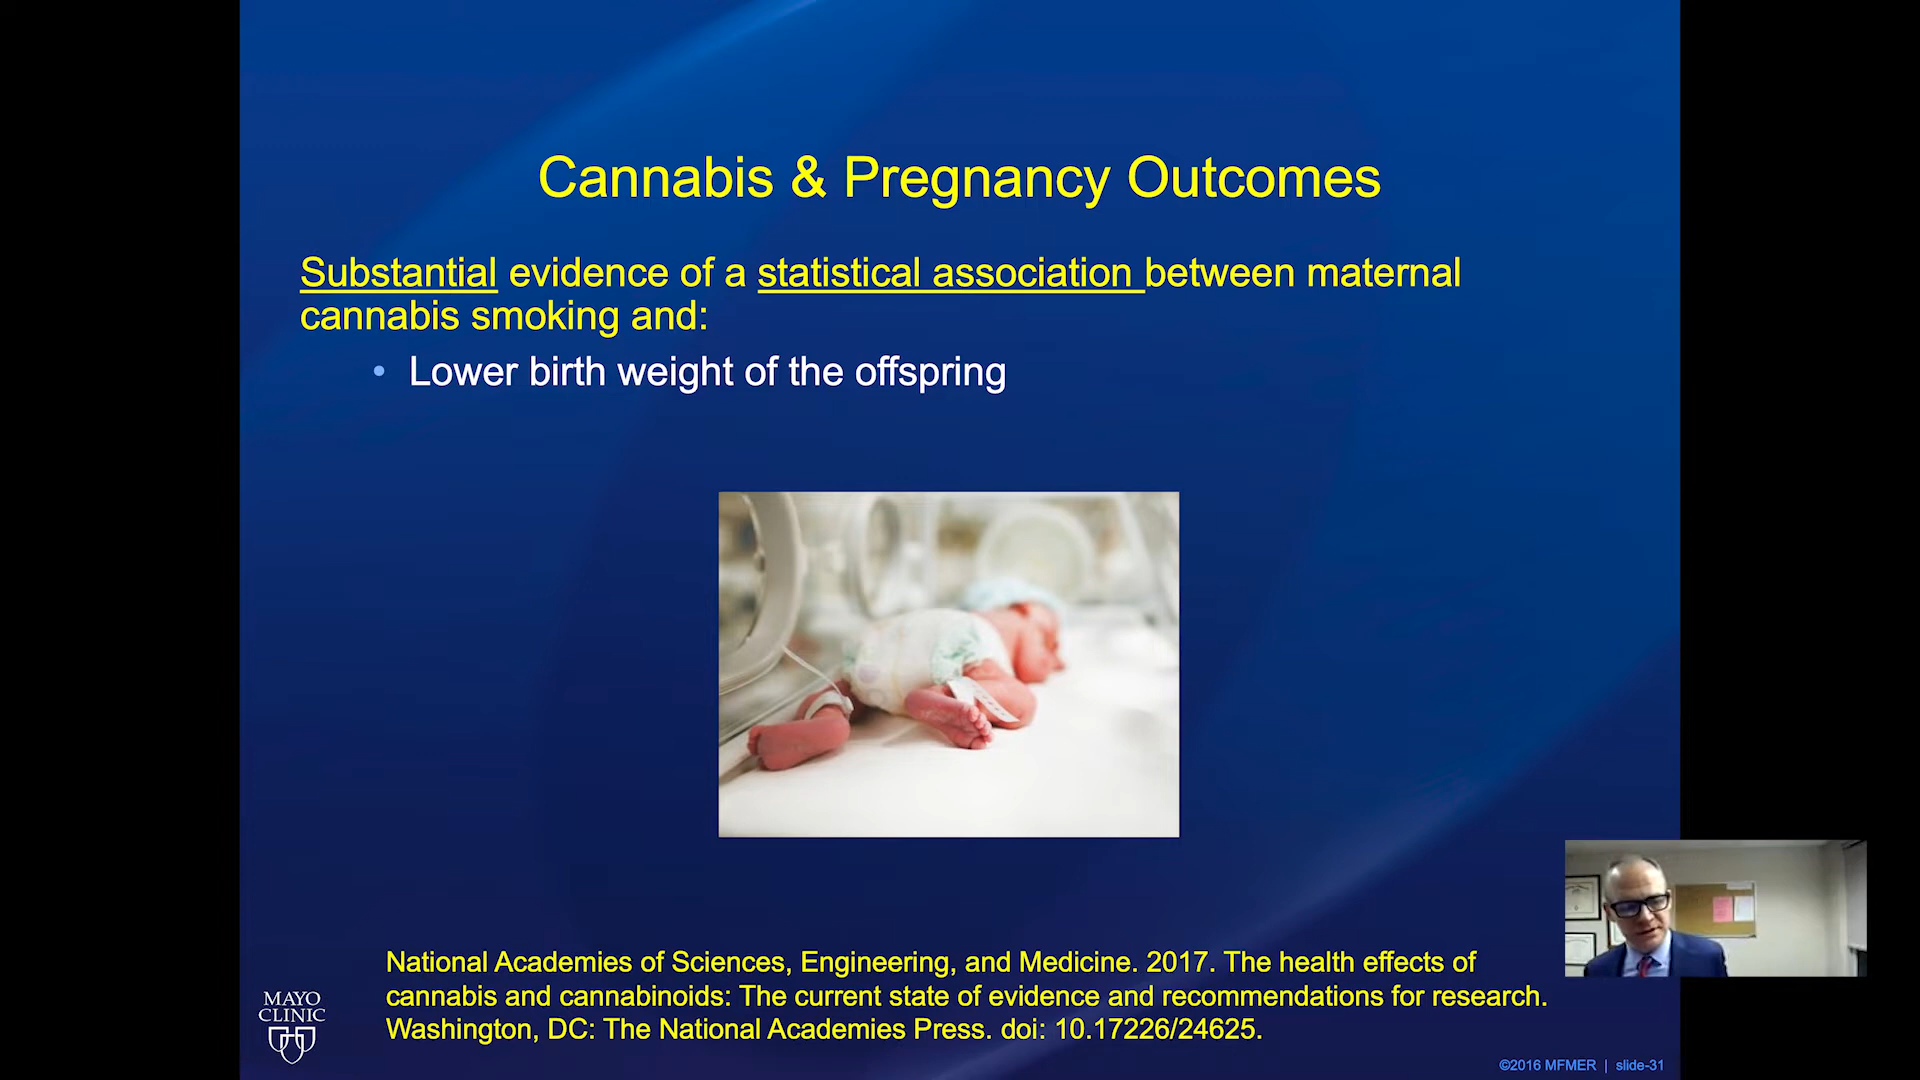 Cannabis & Pregnancy Outcomes
Substantial evidence of a statistical association between maternal
cannabis smoking and:
• Lower birth weight of the offspring
National Academies of Sciences, Engineering, and Medicine. 2017. The health effects of
cannabis and cannabinoids: The current state of evidence and recommendations for research.
Washington, DC: The National Academies Press. doi: 10.17226/24625.
MAYO
CLINIC
©2016 MFMER | slide-31